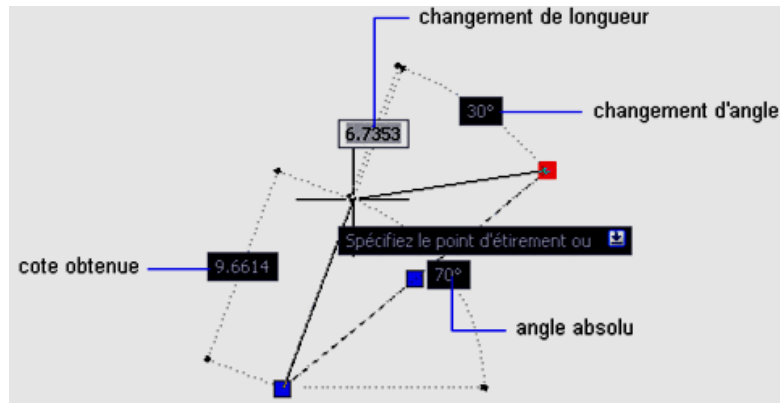 changement de longueur
30°
changement d'angle
6.7353
Spécifiez le point d'étirement ou
cote obtenue
9.6614
70°
angle absolu